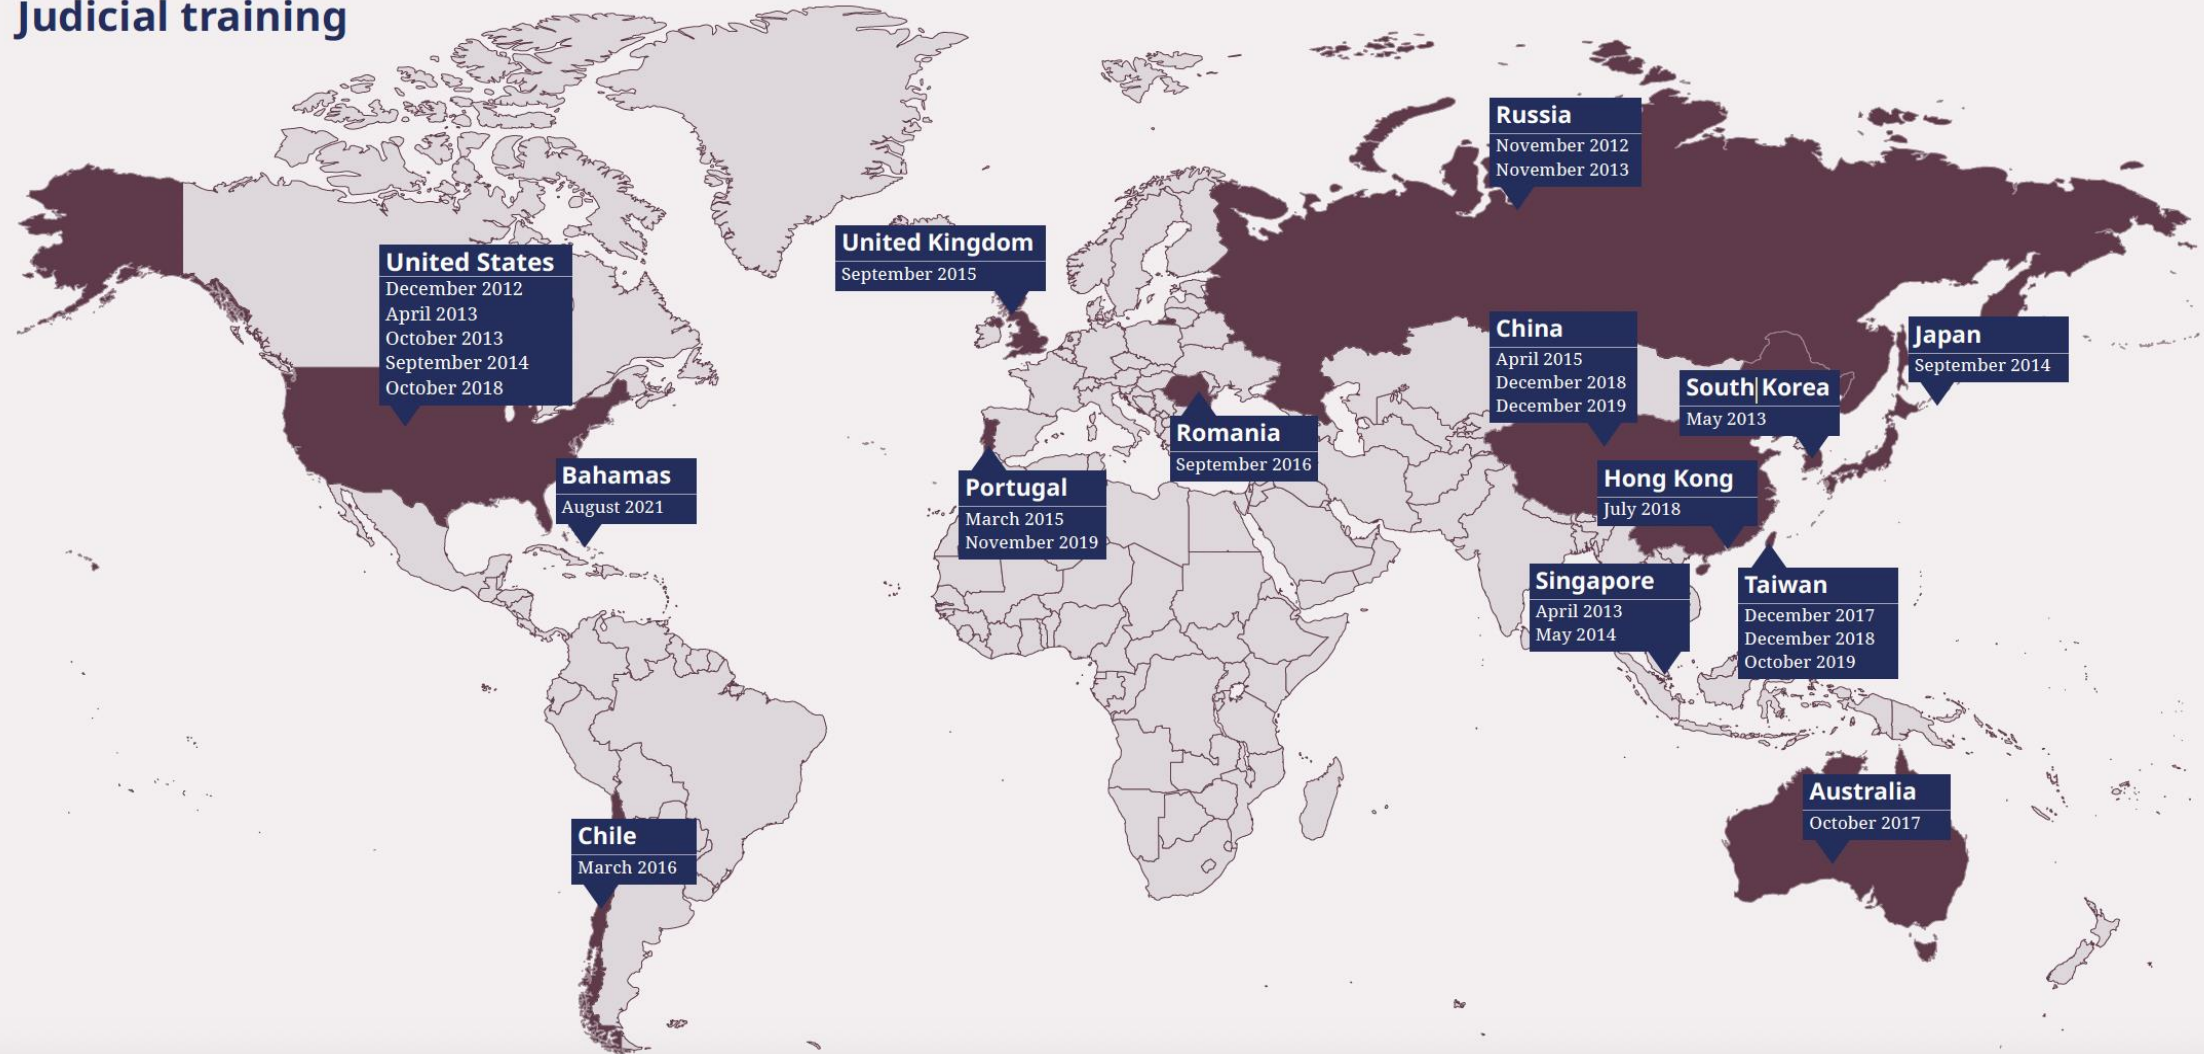 Judicial training
Russia
November 2012
November 2013
United Kingdom
September 2015
United States
December 2012
April 2013
October 2013
September 2014
October 2018
China
April 2015
December 2018
December 2019
Japan
September 2014
South Korea
May 2013
Romania
September 2016
Bahamas
August 2021
Portugal
March 2015
November 2019
Hong Kong
July 2018
Singapore
April 2013
May 2014
Taiwan
December 2017
December 2018
October 2019
Australia
October 2017
Chile
March 2016